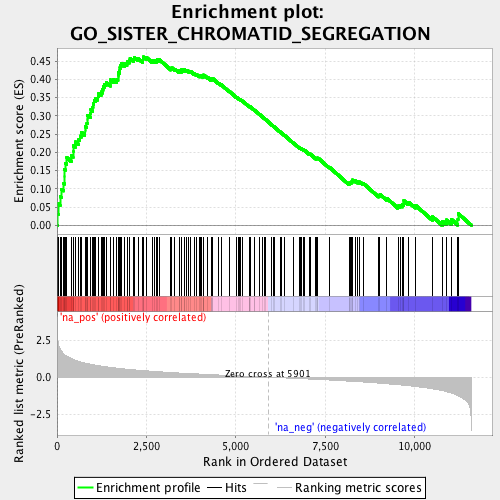 Enrichment plot:
GO_SISTER_CHROMATID_SEGREGATION
Enrichment score (ES)
0.45
0.40
0.35
0.30
0.25
0.20
0.15
0.10
0.05
0.00
'na_pos' (positively correlated)
Ranked list metric (PreRanked)
2.5
0.0
-2.5
Zero cross at 5901
'na_neg' (negatively correlated)
0
2,500
5,000
7,500
10,000
Rank in Ordered Dataset
Enrichment profile
Hits
Ranking metric scores